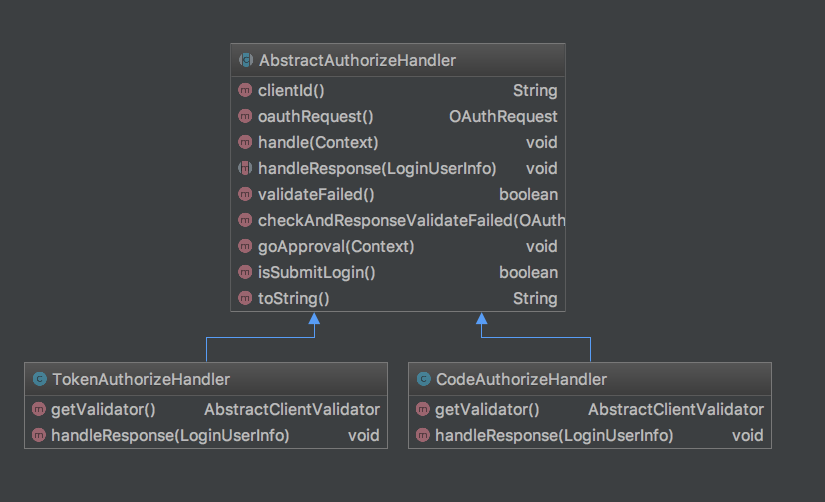 AbstractAuthorizeHandler
clientId() String
oauthRequest() OAuthRequest
handle(Context) void
handleResponse(LoginUserInfo) void
validateFailed() boolean
checkAndResponseValidateFailed(OAuth
goApproval(Context) void
isSubmitLogin() boolean
toString() String
TokenAuthorizeHandler
getValidator() AbstractClientValidator
handleResponse(LoginUserInfo) void
CodeAuthorizeHandler
getValidator() AbstractClientValidator
handleResponse(LoginUserInfo) void